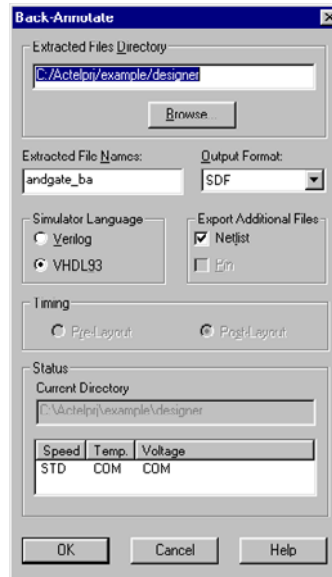 Back-Annotate
Extracted Files Directory
C:/Actelprj/example/designer
Browse...
Extracted File Names: Output Format:
andgate_ba SDF
Simulator Language Export Additional Files
Verilog Netlist
VHDL93 Pin
Timing
Pre-Layout Post-Layout
Status
Current Directory
C:\Actelprj\example\designer
Speed Temp. Voltage
STD COM COM
OK Cancel Help